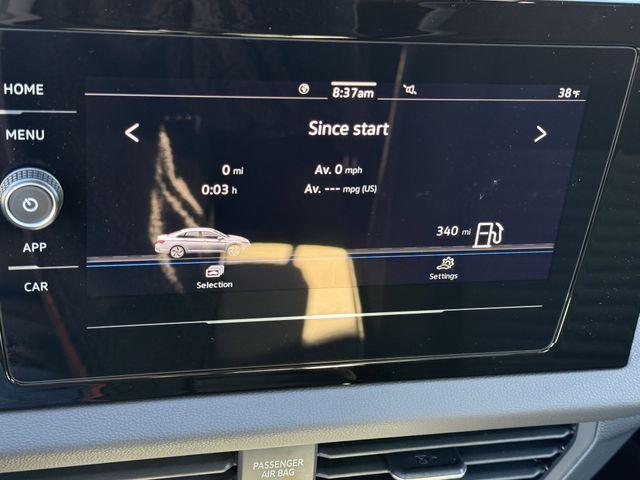 HOME
MENU
APP
CAR
8:37am
38°F
Since start
0 mi
Av. 0 mph
0:03 h
Av. --- mpg (US)
340 mi
Selection
Settings
PASSENGER
AIR BAG